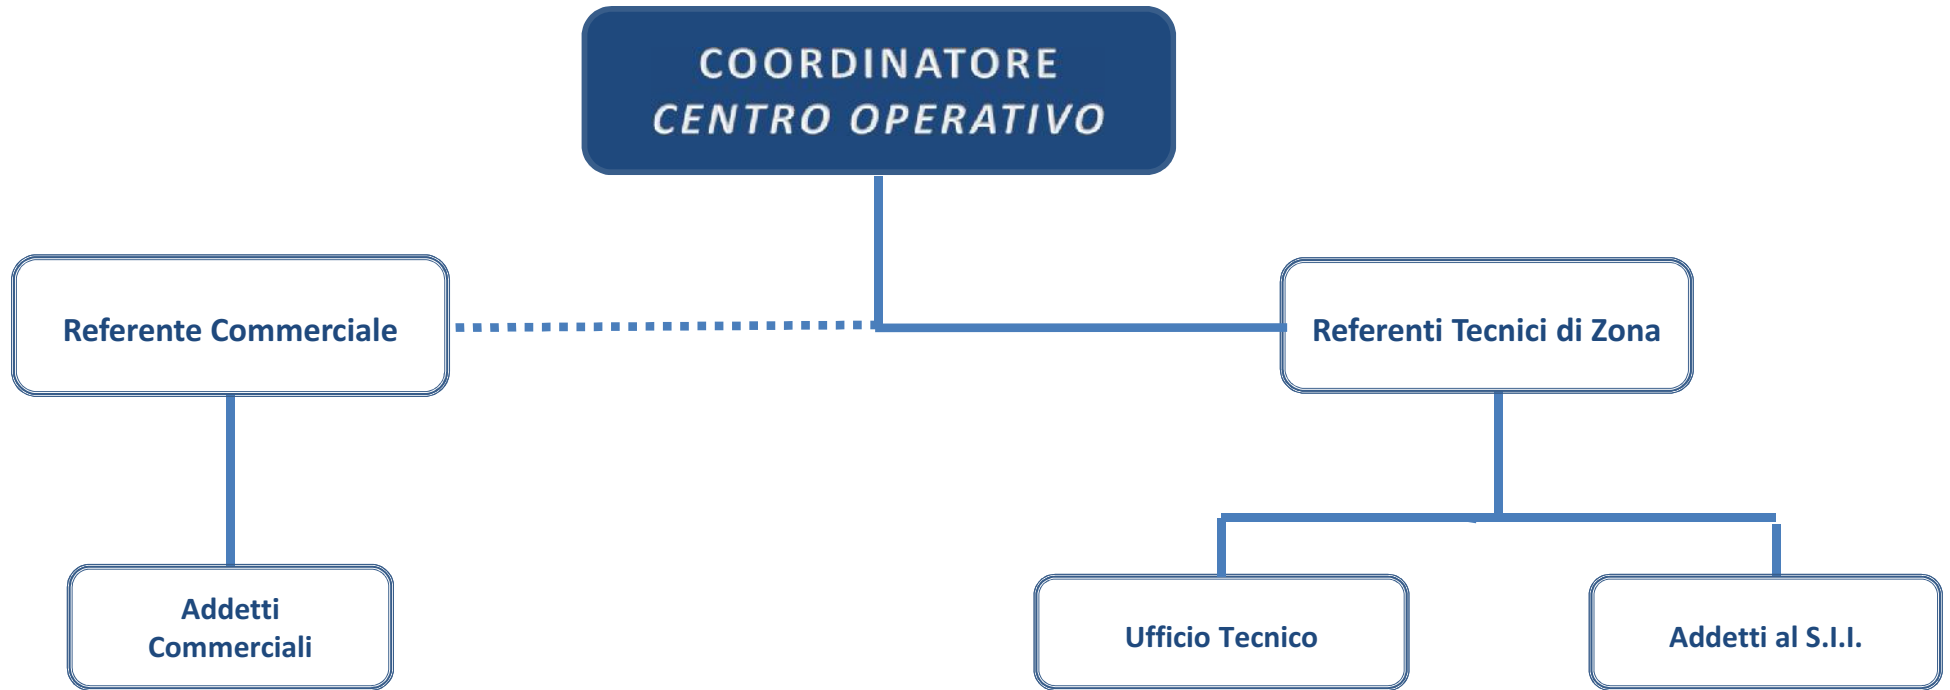 COORDINATORE
CENTRO OPERATIVO
Referente Commerciale
Referenti Tecnici di Zona
Addetti
Commerciali
Ufficio Tecnico
Addetti al S.I.I.